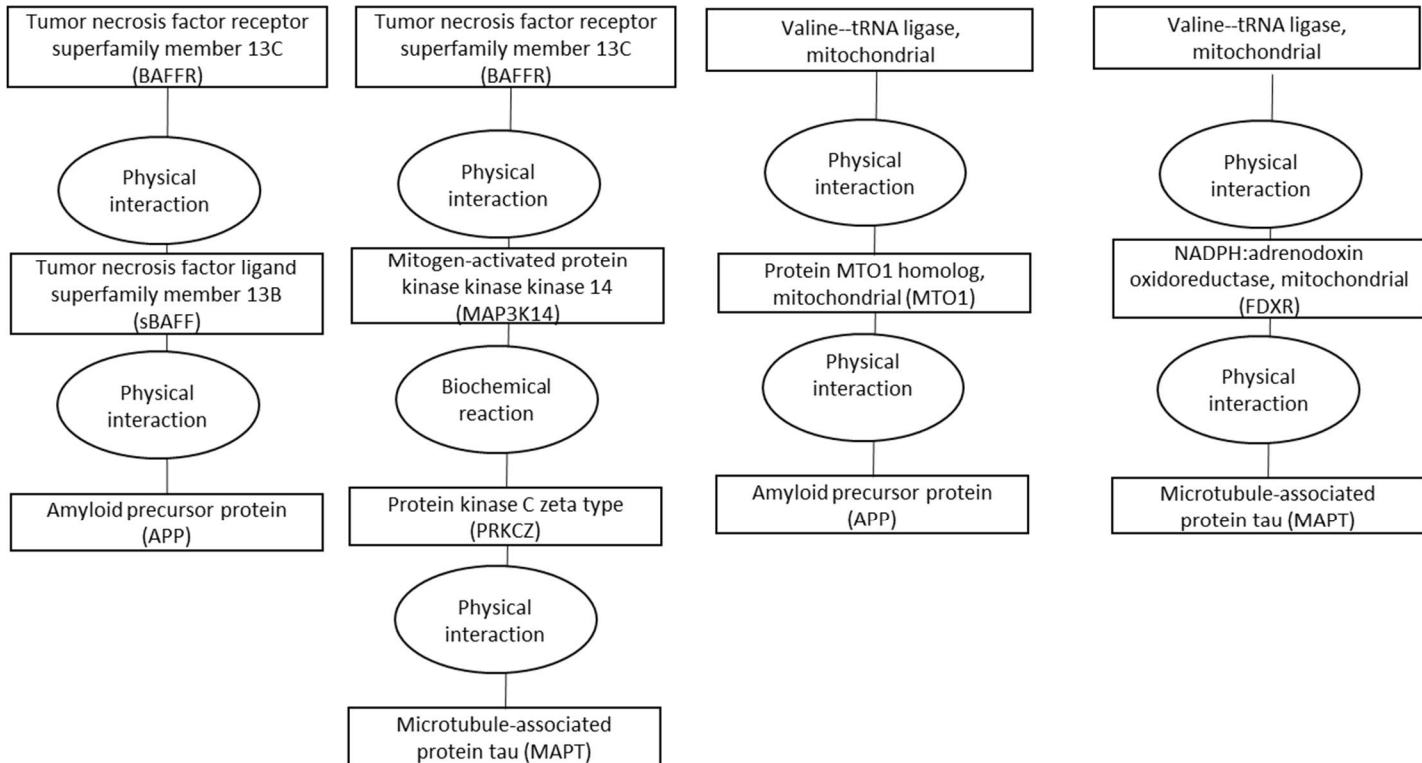 Tumor necrosis factor receptor
superfamily member 13C
(BAFFR)
Physical
interaction
Tumor necrosis factor ligand
superfamily member 13B
(sBAFF)
Physical
interaction
Amyloid precursor protein
(APP)
Tumor necrosis factor receptor
superfamily member 13C
(BAFFR)
Physical
interaction
Mitogen-activated protein
kinase kinase kinase 14
(MAP3K14)
Biochemical
reaction
Protein kinase C zeta type
(PRKCZ)
Physical
interaction
Microtubule-associated
protein tau (MAPT)
Valine--tRNA ligase,
mitochondrial
Physical
interaction
Protein MTO1 homolog,
mitochondrial (MTO1)
Physical
interaction
Amyloid precursor protein
(APP)
Valine--tRNA ligase,
mitochondrial
Physical
interaction
NADPH:adrenodoxin
oxidoreductase, mitochondrial
(FDXR)
Physical
interaction
Microtubule-associated
protein tau (MAPT)